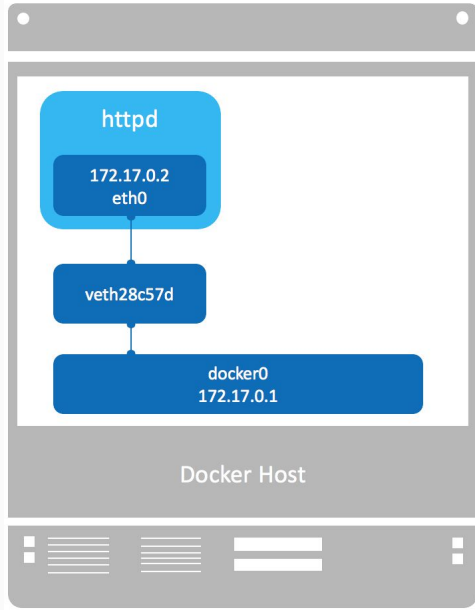 httpd
172.17.0.2
eth0
veth28c57d
docker0
172.17.0.1
Docker Host